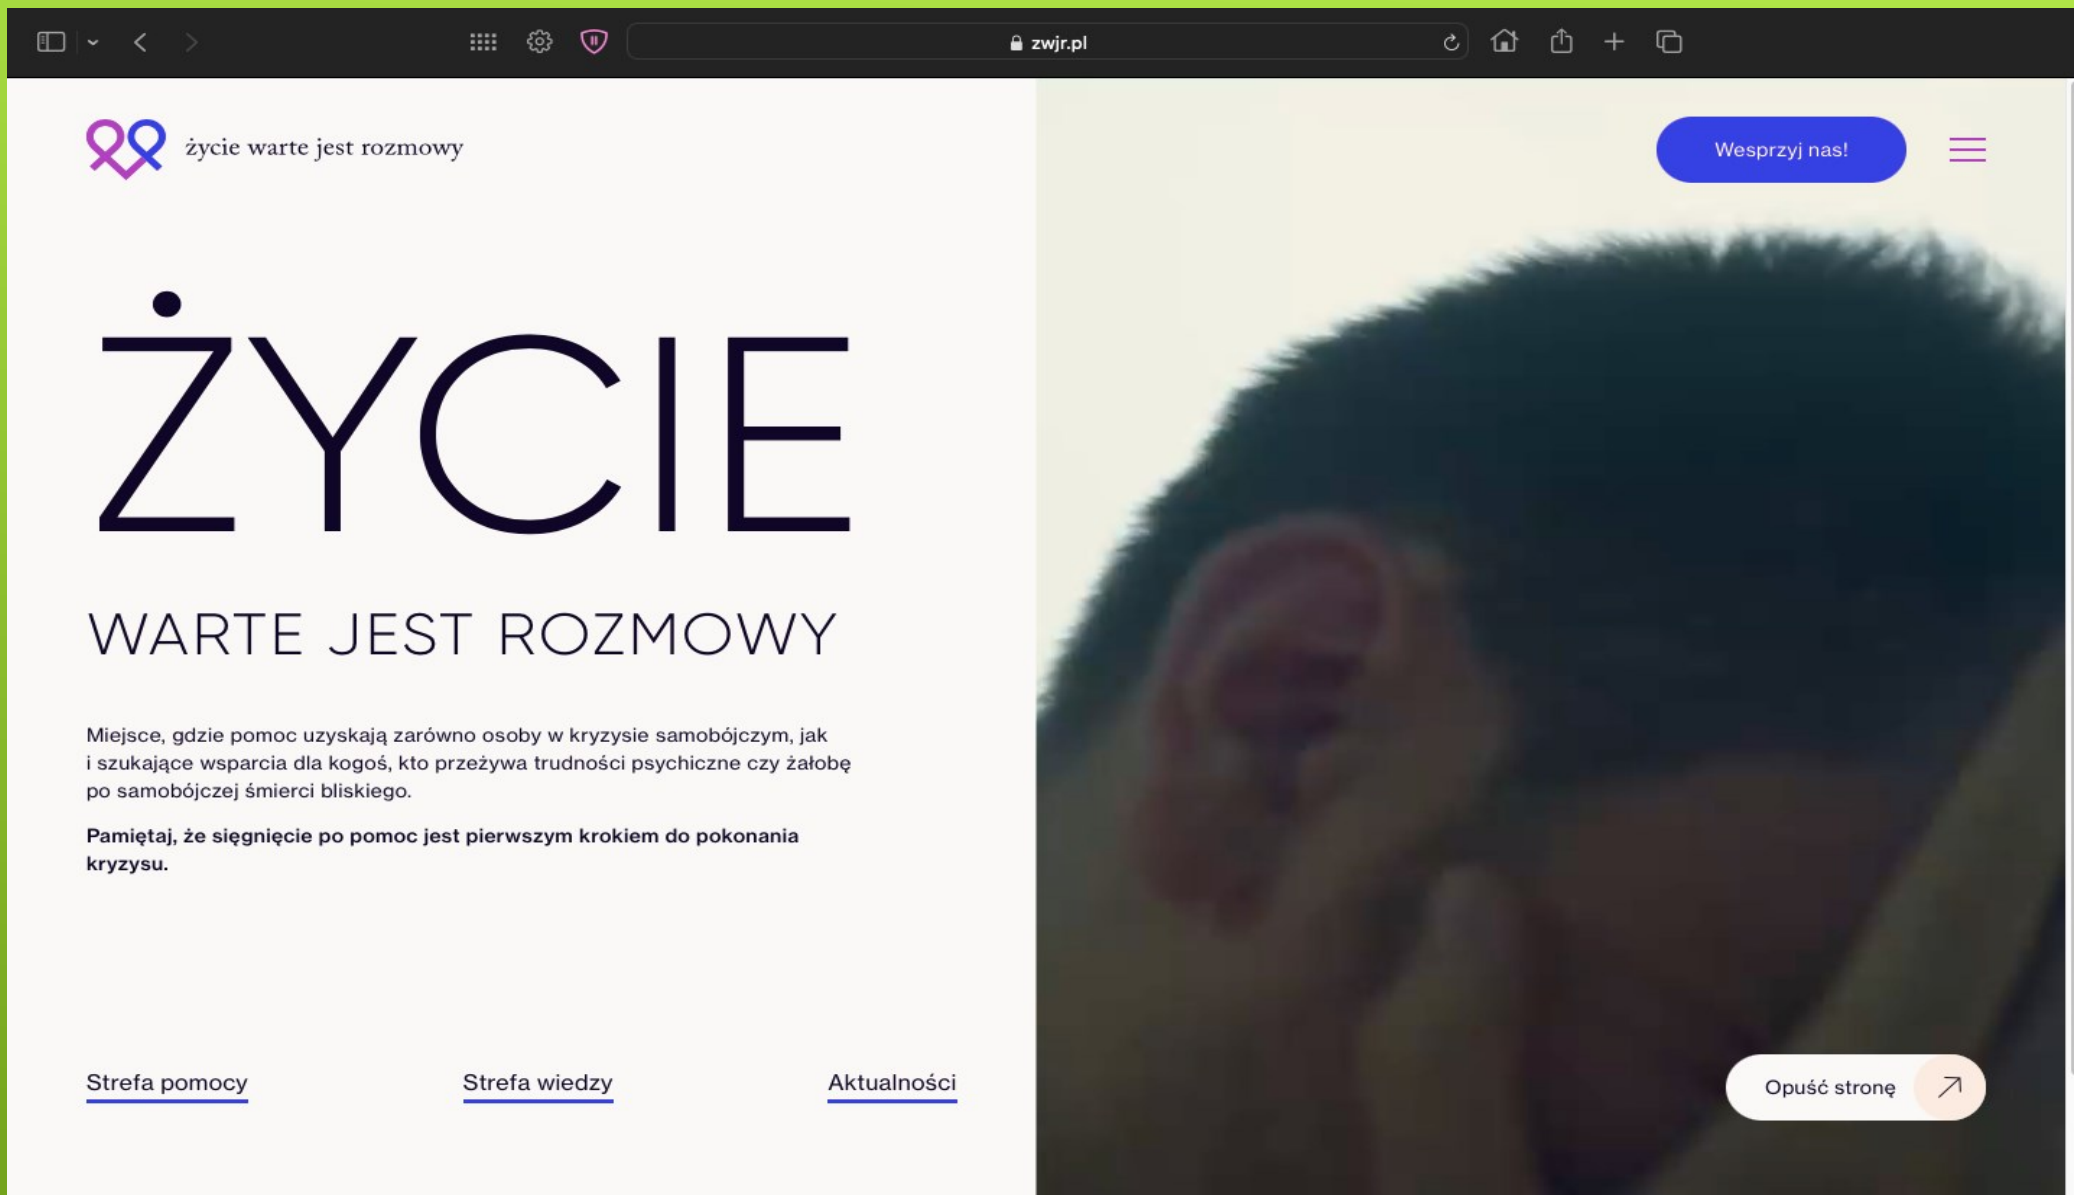 zwjr.pl
życie warte jest rozmowy
Wesprzyj nas!
ŻYCIE
WARTE JEST ROZMOWY
Miejsce, gdzie pomoc uzyskają zarówno osoby w kryzysie samobójczym, jak
i szukające wsparcia dla kogoś, kto przeżywa trudności psychiczne czy żałobę
po samobójczej śmierci bliskiego.
Pamiętaj, że sięgnięcie po pomoc jest pierwszym krokiem do pokonania
kryzysu.
Strefa pomocy
Strefa wiedzy
Aktualności
Opuść stronę